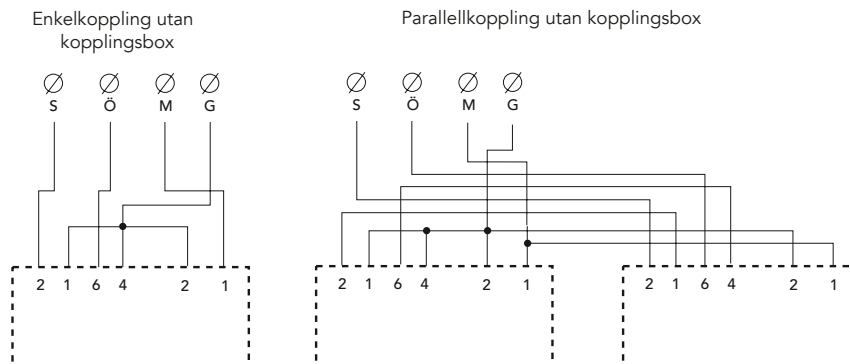 Enkelkoppling utan
kopplingsbox
Parallellkoppling utan kopplingsbox
S Ö M G
S Ö M G
2 1 6 4 2 1
2 1 6 4 2 1
2 1 6 4 2 1